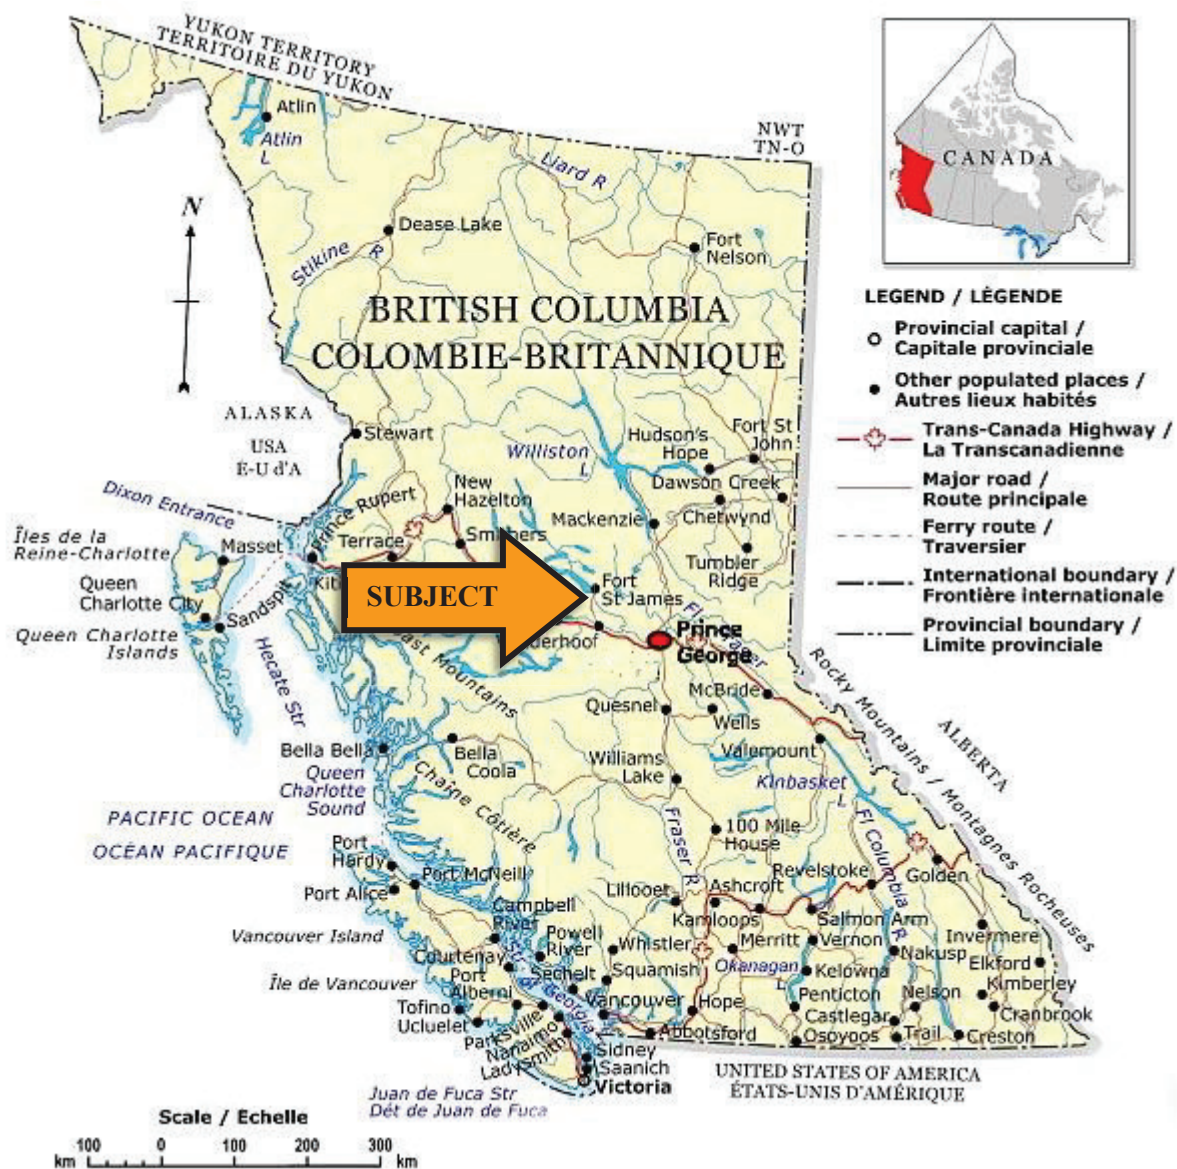 YUKON TERRITORY
TERRITOIRE DU YUKON
Atlin
Atlin
L
NWT
TN-O
Liard R
CANADA
N
Dease Lake
Stikine
R
Fort
Nelson
BRITISH COLUMBIA
COLOMBIE-BRITANNIQUE
LEGEND / LÉGENDE
Provincial capital /
Capitale provinciale
Other populated places /
Autres lieux habités
Trans-Canada Highway /
La Transcanadienne
Major road /
Route principale
Ferry route /
Traversier
International boundary /
Frontière internationale
Provincial boundary /
Limite provinciale
ALASKA
USA
É-U d'A
Stewart
Williston
L
Hudson's
Hope
Fort St
John
Dawson Creek
New
Hazelton
Dixon Entrance
Prince Rupert
Mackenzie
Chetwynd
Îles de la
Reine-Charlotte
Masset
Terrace
Tumbler
Ridge
Queen
Charlotte City
Sandspit
SUBJECT
Fort
St James
Queen Charlotte
Islands
Hecate Str
Mountains
Prince
George
Rocky Mountains / Montagnes Rocheuses
ALBERTA
McBride
Quesnel
Wells
Valemount
Bella Bella
Bella
Coola
Williams
Lake
Kinbasket
L
Queen
Charlotte
Sound
Chaîne Côtière
PACIFIC OCEAN
OCÉAN PACIFIQUE
Fraser R
100 Mile
House
Fl Columbia R
Port
Hardy
Port McNeill
Port Alice
Revelstoke
Golden
Lillooet
Ashcroft
Kamloops
Salmon Arm
Campbell
River
Vancouver Island
Powell
River
Whistler
Merritt
Vernon
Invermere
Courtenay
Nakusp
Elkford
Île de Vancouver
Port
Alberni
Sechelt
Squamish
Okanagan
L
Kelowna
Kimberley
Str of Georgia
Tofino
Ucluelet
Vancouver
Hope
Penticton
Nelson
Cranbrook
Castlegar
Parksville
Nanaimo
Ladysmith
Abbotsford
Osoyoos
Trail
Creston
Sidney
Saanich
Victoria
UNITED STATES OF AMERICA
ÉTATS-UNIS D'AMÉRIQUE
Juan de Fuca Str
Dét de Juan de Fuca
Scale / Echelle
100 0 100 200 300
km km